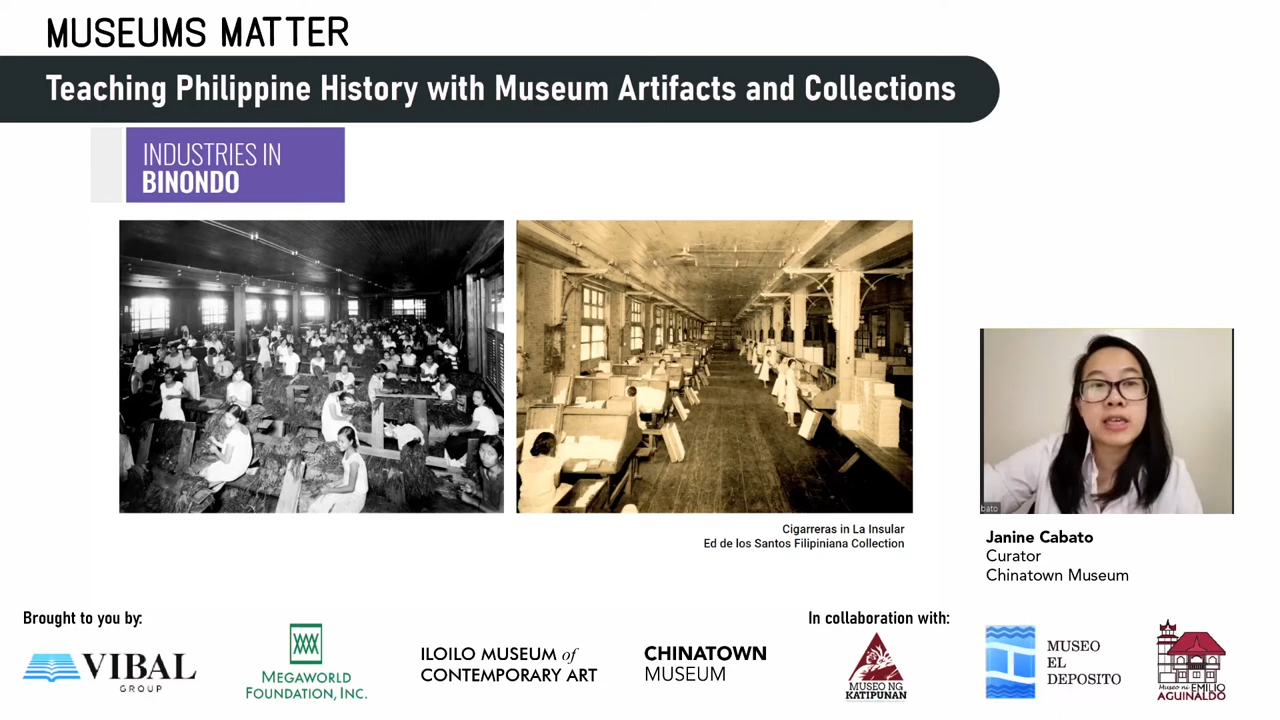 MUSEUMS MATTER
Teaching Philippine History with Museum Artifacts and Collections
INDUSTRIES IN
BINONDO
Cigarreras in La Insular
Ed de los Santos Filipiniana Collection
bato
Janine Cabato
Curator
Chinatown Museum
Brought to you by:
In collaboration with:
VIBAL
GROUP
MEGAWORLD
FOUNDATION, INC.
ILOILO MUSEUM of
CONTEMPORARY ART
CHINATOWN
MUSEUM
MUSEO NG
KATIPUNAN
MUSEO
EL
DEPOSITO
Museo ni EMILIO
AGUINALDO